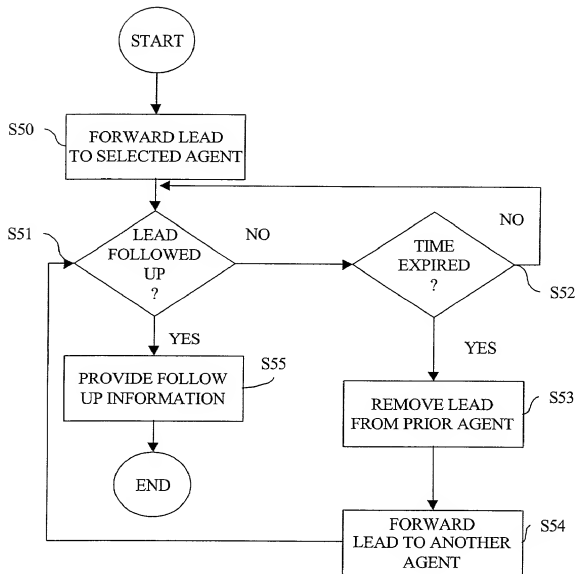 START
S50
FORWARD LEAD
TO SELECTED AGENT
S51
LEAD
FOLLOWED
UP
?
NO
TIME
EXPIRED
?
NO
S52
YES
YES
PROVIDE FOLLOW
UP INFORMATION
S55
REMOVE LEAD
FROM PRIOR AGENT
S53
END
FORWARD
LEAD TO ANOTHER
AGENT
S54